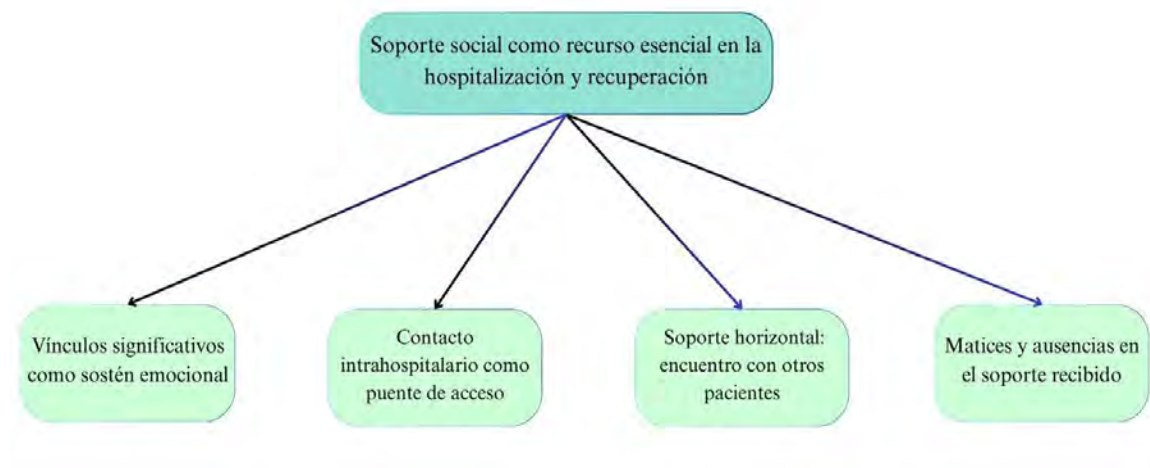 Soporte social como recurso esencial en la
hospitalización y recuperación
Vínculos significativos
como sostén emocional
Contacto
intrahospitalario como
puente de acceso
Soporte horizontal:
encuentro con otros
pacientes
Matices y ausencias en
el soporte recibido